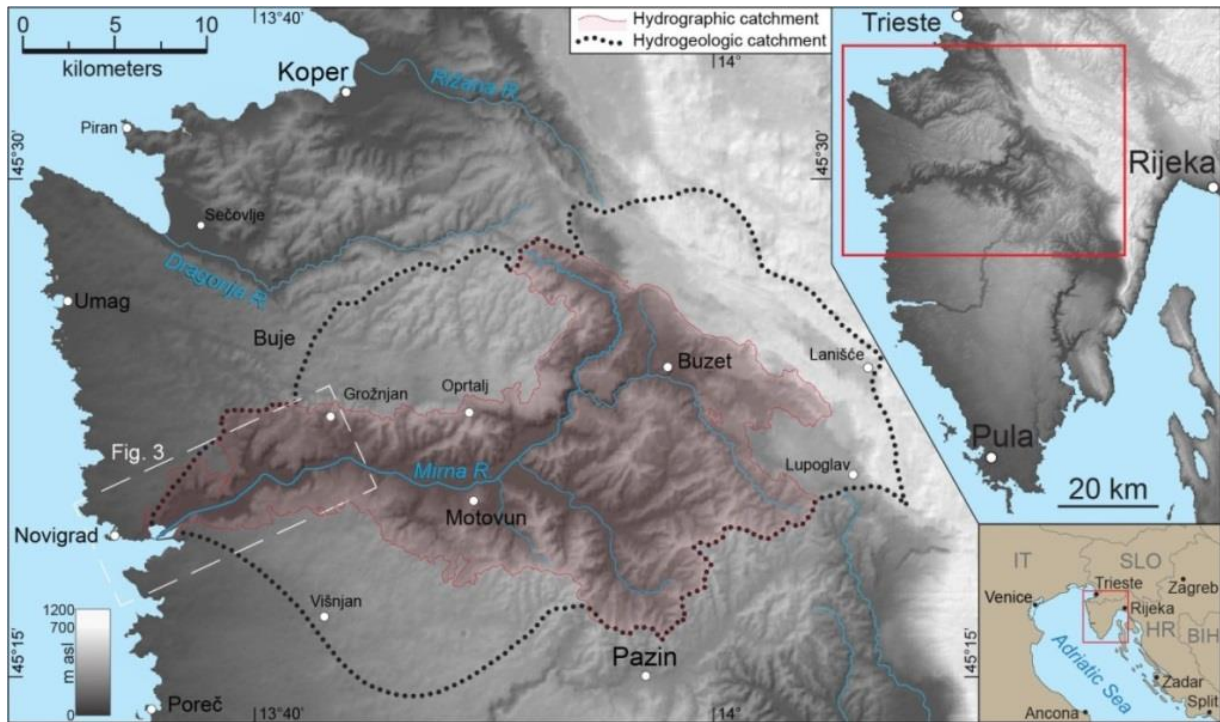 0 5 10
kilometers
13°40'
Hydrographic catchment
Hydrogeologic catchment
14°
Koper
Rižana R.
Piran
45°30'
45°30'
Sečovlje
Dragonja R.
Umag
Buje
Buzet
Lanišće
Grožnjan
Oprtalj
Fig. 3
Mirna R.
Lupoglav
Motovun
Novigrad
Višnjan
1200
700
m asl
0
45°15'
45°15'
Pazin
Poreč
13°40'
14°
Trieste
Rijeka
Pula
20 km
IT
SLO
Trieste
Zagreb
Venice
Rijeka
HR
BIH
Adriatic Sea
Zadar
Split
Ancona